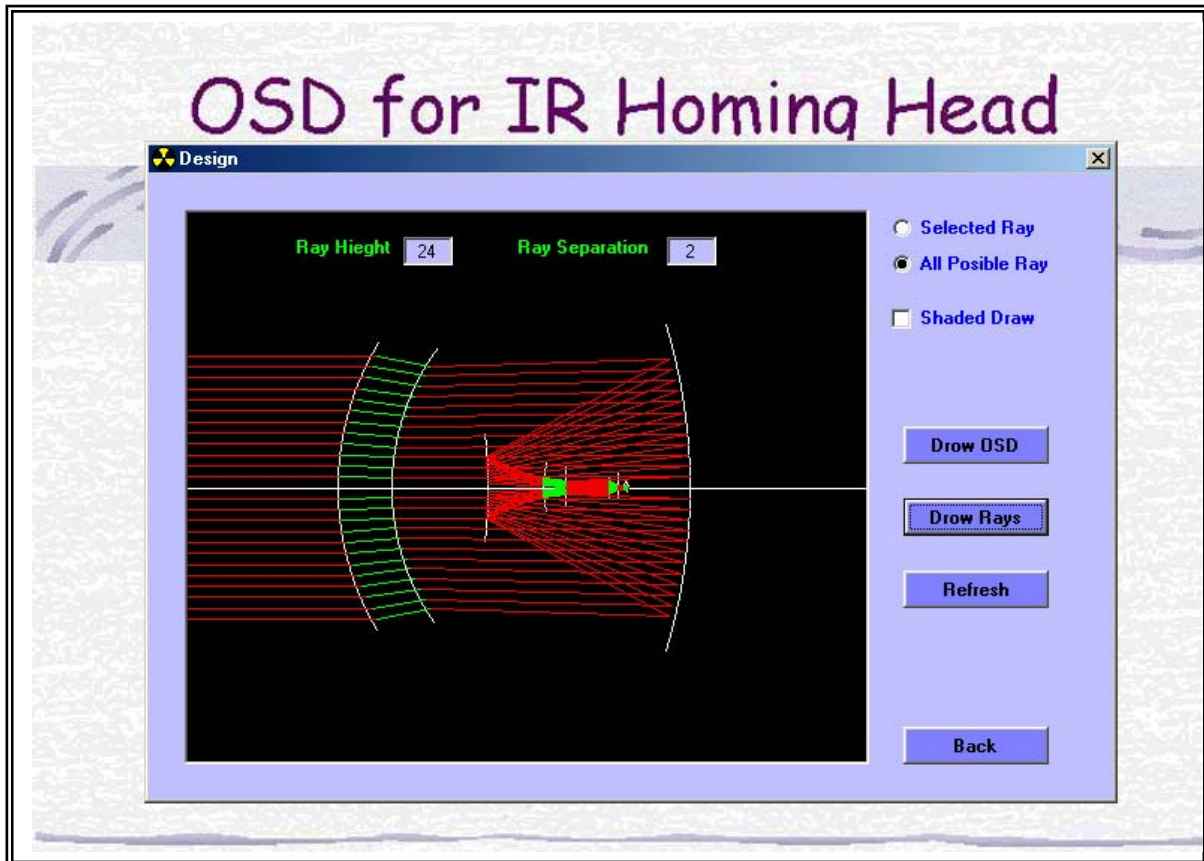 OSD for IR Homing Head
Design
Ray Hieght 24 Ray Separation 2
Selected Ray
All Posible Ray
Shaded Draw
Drow OSD
Drow Rays
Refresh
Back